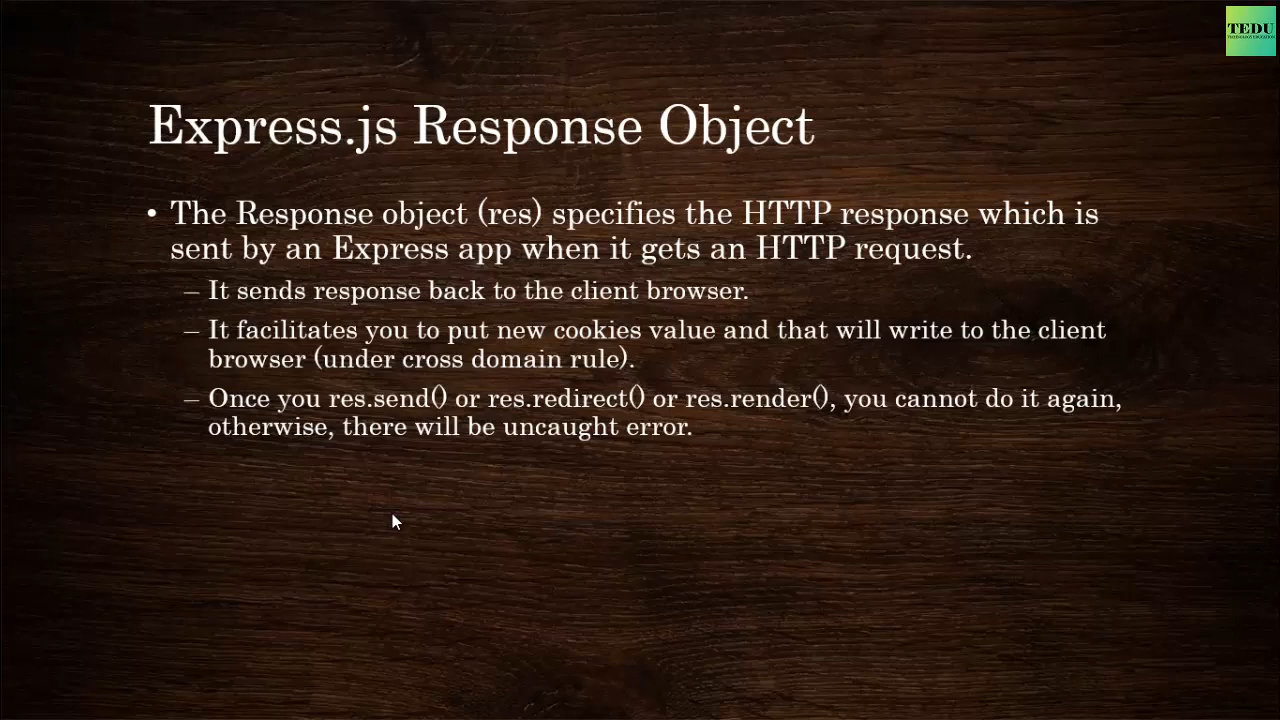 TEDU
Express.js Response Object
• The Response object (res) specifies the HTTP response which is
sent by an Express app when it gets an HTTP request.
– It sends response back to the client browser.
– It facilitates you to put new cookies value and that will write to the client
browser (under cross domain rule).
– Once you res.send() or res.redirect() or res.render(), you cannot do it again,
otherwise, there will be uncaught error.